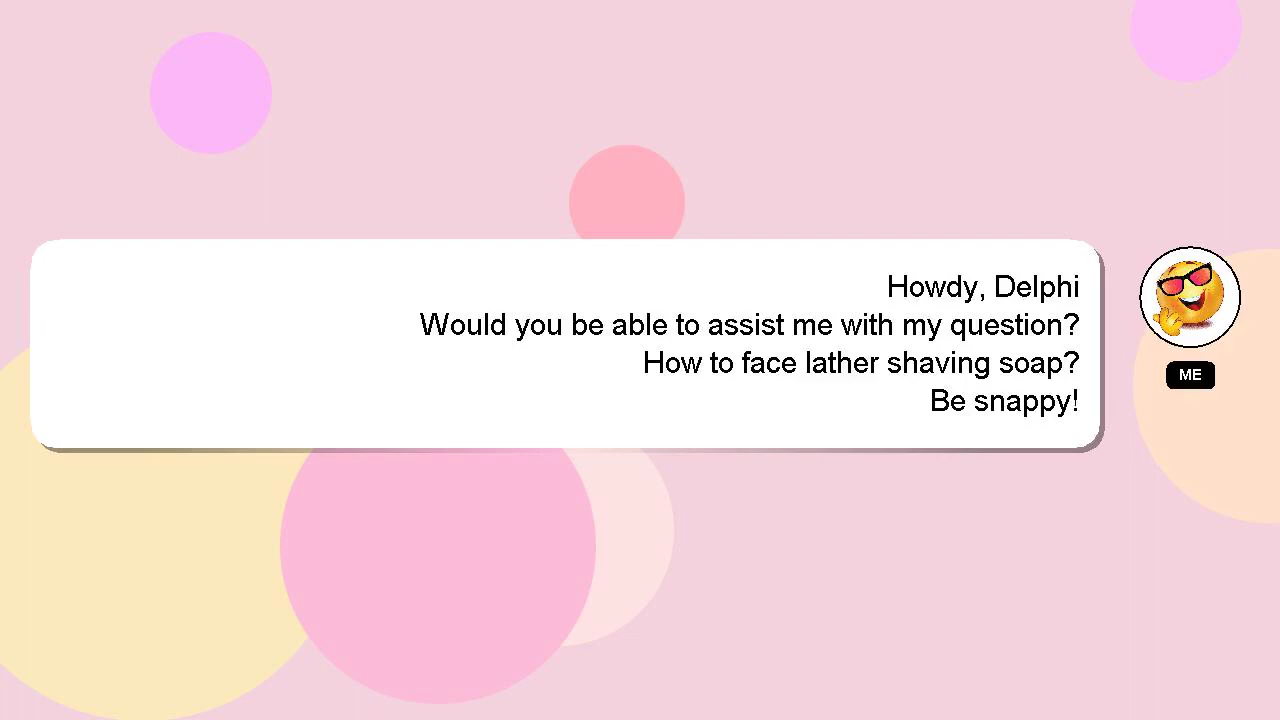 Howdy, Delphi
Would you be able to assist me with my question?
How to face lather shaving soap?
Be snappy!
ME